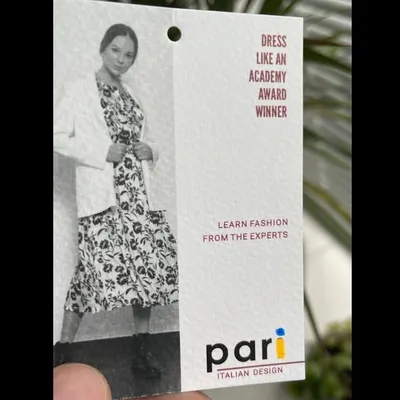 DRESS
LIKE AN
ACADEMY
AWARD
WINNER
LEARN FASHION
FROM THE EXPERTS
pari
ITALIAN DESIGN